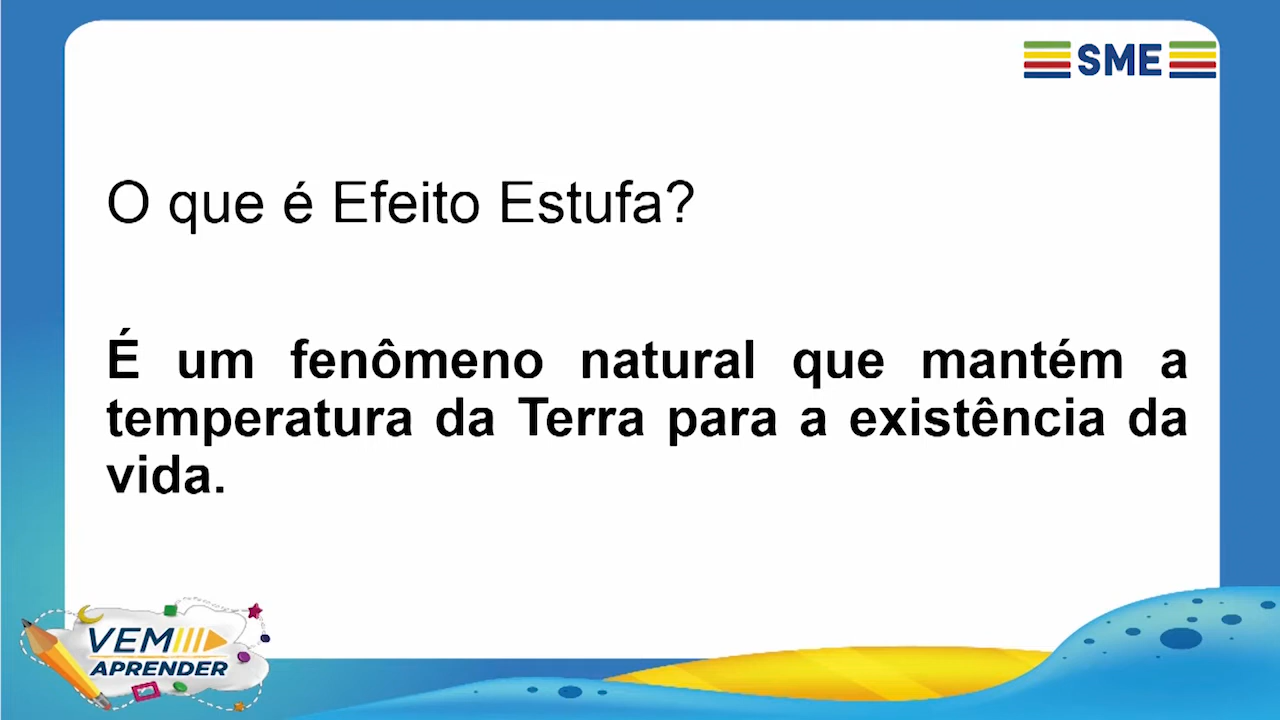 SME
O que é Efeito Estufa?
É um fenômeno natural que mantém a
temperatura da Terra para a existência da
vida.
VEM
APRENDER